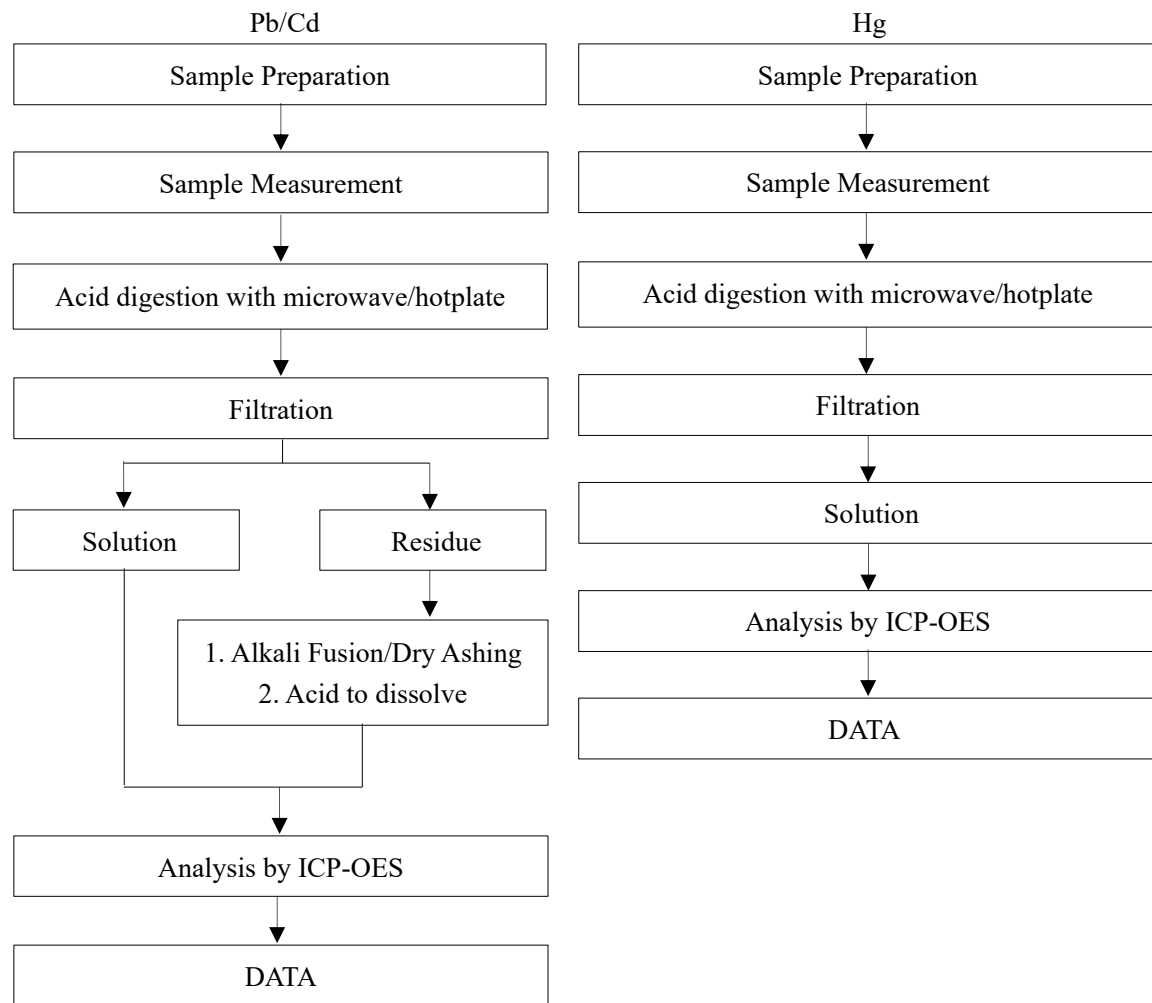 Pb/Cd
Sample Preparation
Sample Measurement
Acid digestion with microwave/hotplate
Filtration
Solution
Residue
1. Alkali Fusion/Dry Ashing
2. Acid to dissolve
Analysis by ICP-OES
DATA
Hg
Sample Preparation
Sample Measurement
Acid digestion with microwave/hotplate
Filtration
Solution
Analysis by ICP-OES
DATA